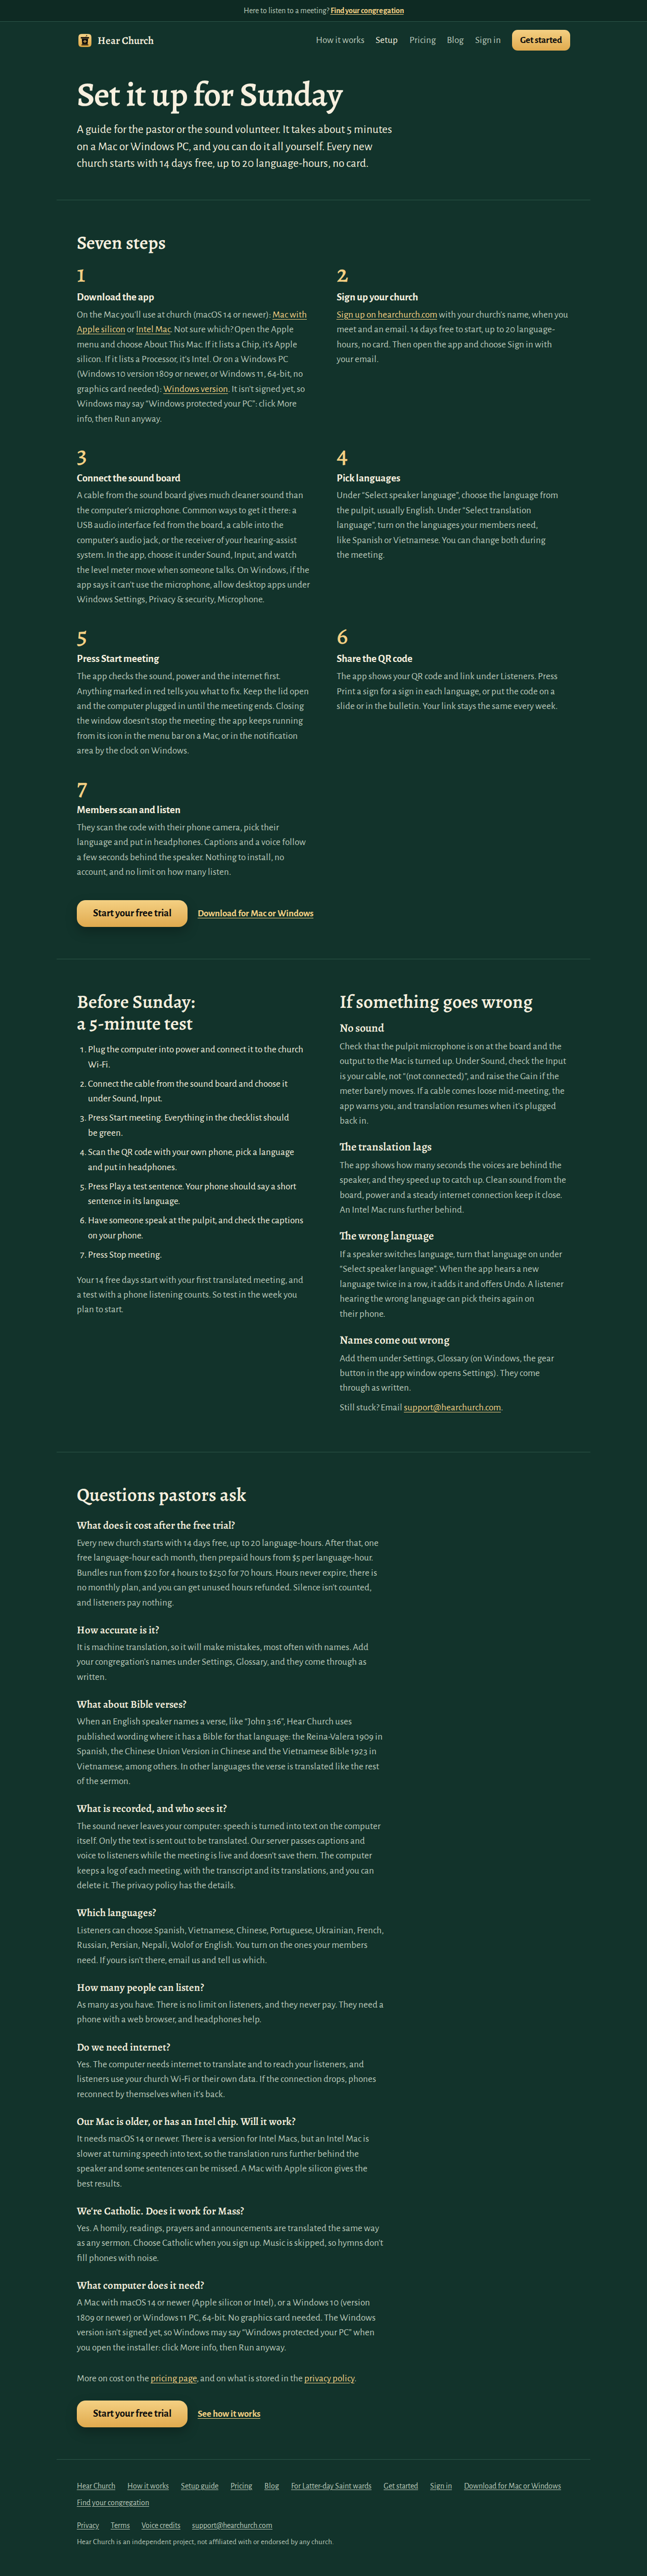 Here to listen to a meeting? Find your congregation
Hear Church
How it works Setup Pricing Blog Sign in Get started
Set it up for Sunday
A guide for the pastor or the sound volunteer. It takes about 5 minutes
on a Mac or Windows PC, and you can do it all yourself. Every new
church starts with 14 days free, up to 20 language-hours, no card.
Seven steps
1
Download the app
On the Mac you'll use at church (macOS 14 or newer): Mac with
Apple silicon or Intel Mac. Not sure which? Open the Apple
menu and choose About This Mac. If it lists a Chip, it's Apple
silicon. If it lists a Processor, it's Intel. Or on a Windows PC
(Windows 10 version 1809 or newer, or Windows 11, 64-bit, no
graphics card needed): Windows version. It isn't signed yet, so
Windows may say “Windows protected your PC”: click More
info, then Run anyway.
2
Sign up your church
Sign up on hearchurch.com with your church's name, when you
meet and an email. 14 days free to start, up to 20 language-
hours, no card. Then open the app and choose Sign in with
your email.
3
Connect the sound board
A cable from the sound board gives much cleaner sound than
the computer's microphone. Common ways to get it there: a
USB audio interface fed from the board, a cable into the
computer's audio jack, or the receiver of your hearing-assist
system. In the app, choose it under Sound, Input, and watch
the level meter move when someone talks. On Windows, if the
app says it can't use the microphone, allow desktop apps under
Windows Settings, Privacy & security, Microphone.
4
Pick languages
Under “Select speaker language”, choose the language from
the pulpit, usually English. Under “Select translation
language”, turn on the languages your members need,
like Spanish or Vietnamese. You can change both during
the meeting.
5
Press Start meeting
The app checks the sound, power and the internet first.
Anything marked in red tells you what to fix. Keep the lid open
and the computer plugged in until the meeting ends. Closing
the window doesn't stop the meeting: the app keeps running
from its icon in the menu bar on a Mac, or in the notification
area by the clock on Windows.
6
Share the QR code
The app shows your QR code and link under Listeners. Press
Print a sign for a sign in each language, or put the code on a
slide or in the bulletin. Your link stays the same every week.
7
Members scan and listen
They scan the code with their phone camera, pick their
language and put in headphones. Captions and a voice follow
a few seconds behind the speaker. Nothing to install, no
account, and no limit on how many listen.
Start your free trial Download for Mac or Windows
Before Sunday:
a 5-minute test
1. Plug the computer into power and connect it to the church
Wi-Fi.
2. Connect the cable from the sound board and choose it
under Sound, Input.
3. Press Start meeting. Everything in the checklist should
be green.
4. Scan the QR code with your own phone, pick a language
and put in headphones.
5. Press Play a test sentence. Your phone should say a short
sentence in its language.
6. Have someone speak at the pulpit, and check the captions
on your phone.
7. Press Stop meeting.
Your 14 free days start with your first translated meeting, and
a test with a phone listening counts. So test in the week you
plan to start.
If something goes wrong
No sound
Check that the pulpit microphone is on at the board and the
output to the Mac is turned up. Under Sound, check the Input
is your cable, not “(not connected)”, and raise the Gain if the
meter barely moves. If a cable comes loose mid-meeting, the
app warns you, and translation resumes when it's plugged
back in.
The translation lags
The app shows how many seconds the voices are behind the
speaker, and they speed up to catch up. Clean sound from the
board, power and a steady internet connection keep it close.
An Intel Mac runs further behind.
The wrong language
If a speaker switches language, turn that language on under
“Select speaker language”. When the app hears a new
language twice in a row, it adds it and offers Undo. A listener
hearing the wrong language can pick theirs again on
their phone.
Names come out wrong
Add them under Settings, Glossary (on Windows, the gear
button in the app window opens Settings). They come
through as written.
Still stuck? Email support@hearchurch.com.
Questions pastors ask
What does it cost after the free trial?
Every new church starts with 14 days free, up to 20 language-hours. After that, one
free language-hour each month, then prepaid hours from $5 per language-hour.
Bundles run from $20 for 4 hours to $250 for 70 hours. Hours never expire, there is
no monthly plan, and you can get unused hours refunded. Silence isn't counted,
and listeners pay nothing.
How accurate is it?
It is machine translation, so it will make mistakes, most often with names. Add
your congregation's names under Settings, Glossary, and they come through as
written.
What about Bible verses?
When an English speaker names a verse, like “John 3:16”, Hear Church uses
published wording where it has a Bible for that language: the Reina-Valera 1909 in
Spanish, the Chinese Union Version in Chinese and the Vietnamese Bible 1923 in
Vietnamese, among others. In other languages the verse is translated like the rest
of the sermon.
What is recorded, and who sees it?
The sound never leaves your computer: speech is turned into text on the computer
itself. Only the text is sent out to be translated. Our server passes captions and
voice to listeners while the meeting is live and doesn't save them. The computer
keeps a log of each meeting, with the transcript and its translations, and you can
delete it. The privacy policy has the details.
Which languages?
Listeners can choose Spanish, Vietnamese, Chinese, Portuguese, Ukrainian, French,
Russian, Persian, Nepali, Wolof or English. You turn on the ones your members
need. If yours isn't there, email us and tell us which.
How many people can listen?
As many as you have. There is no limit on listeners, and they never pay. They need a
phone with a web browser, and headphones help.
Do we need internet?
Yes. The computer needs internet to translate and to reach your listeners, and
listeners use your church Wi-Fi or their own data. If the connection drops, phones
reconnect by themselves when it's back.
Our Mac is older, or has an Intel chip. Will it work?
It needs macOS 14 or newer. There is a version for Intel Macs, but an Intel Mac is
slower at turning speech into text, so the translation runs further behind the
speaker and some sentences can be missed. A Mac with Apple silicon gives the
best results.
We're Catholic. Does it work for Mass?
Yes. A homily, readings, prayers and announcements are translated the same way
as any sermon. Choose Catholic when you sign up. Music is skipped, so hymns don't
fill phones with noise.
What computer does it need?
A Mac with macOS 14 or newer (Apple silicon or Intel), or a Windows 10 (version
1809 or newer) or Windows 11 PC, 64-bit. No graphics card needed. The Windows
version isn't signed yet, so Windows may say “Windows protected your PC” when
you open the installer: click More info, then Run anyway.
More on cost on the pricing page, and on what is stored in the privacy policy.
Start your free trial See how it works
Hear Church How it works Setup guide Pricing Blog For Latter-day Saint wards Get started Sign in Download for Mac or Windows
Find your congregation
Privacy Terms Voice credits support@hearchurch.com
Hear Church is an independent project, not affiliated with or endorsed by any church.